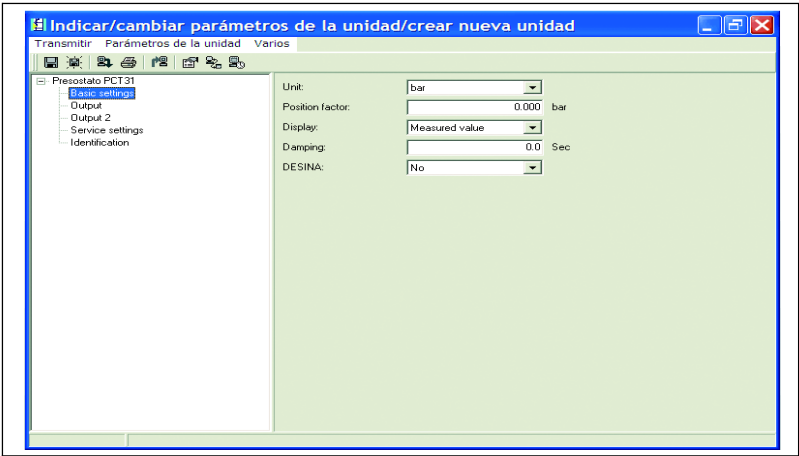 Indicar/cambiar parámetros de la unidad/crear nueva unidad
Transmitir Parámetros de la unidad Varios
Presostato PCT31
Basic settings
Output
Output 2
Service settings
Identification
Unit: bar
Position factor: 0.000 bar
Display: Measured value
Damping: 0.0 Sec
DESINA: No